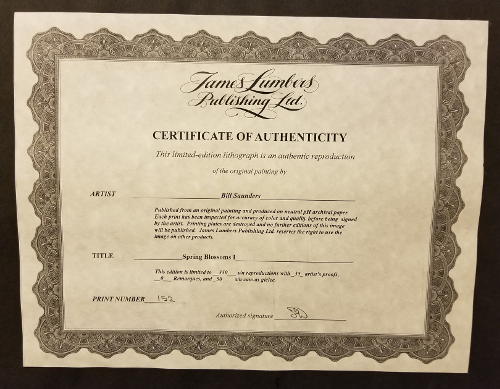 James Lumbers
Publishing Ltd.
CERTIFICATE OF AUTHENTICITY
This limited-edition lithograph is an authentic reproduction
of the original painting by
ARTIST Bill Saunders
Published from an original painting and produced on neutral pH archival paper.
Each print has been inspected for accuracy of color and quality before being signed
by the artist. Printing plates are destroyed and no further editions of this image
will be published. James Lumbers Publishing Ltd. reserves the right to use the
image on other products.
TITLE Spring Blossoms I
This edition is limited to 350 s/n reproductions with 35 artist's proofs,
0 Remarques, and 50 s/n canvas giclee.
PRINT NUMBER 152
Authorized signature